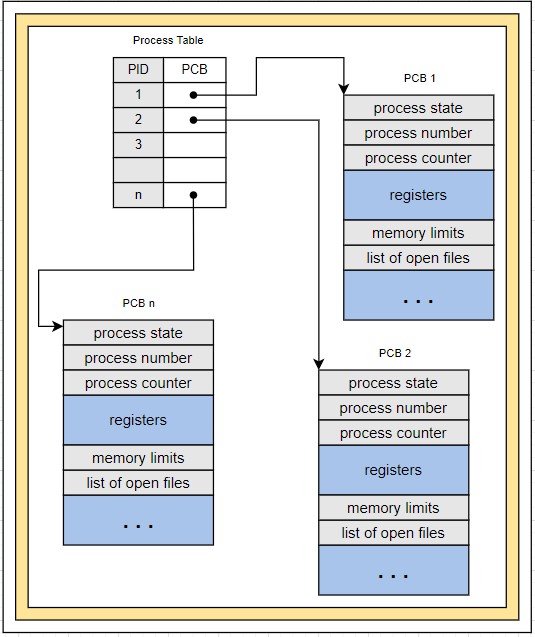 Process Table
PID PCB
1
2
3
n
PCB 1
process state
process number
process counter
registers
memory limits
list of open files
. . .
PCB n
process state
process number
process counter
registers
memory limits
list of open files
. . .
PCB 2
process state
process number
process counter
registers
memory limits
list of open files
. . .